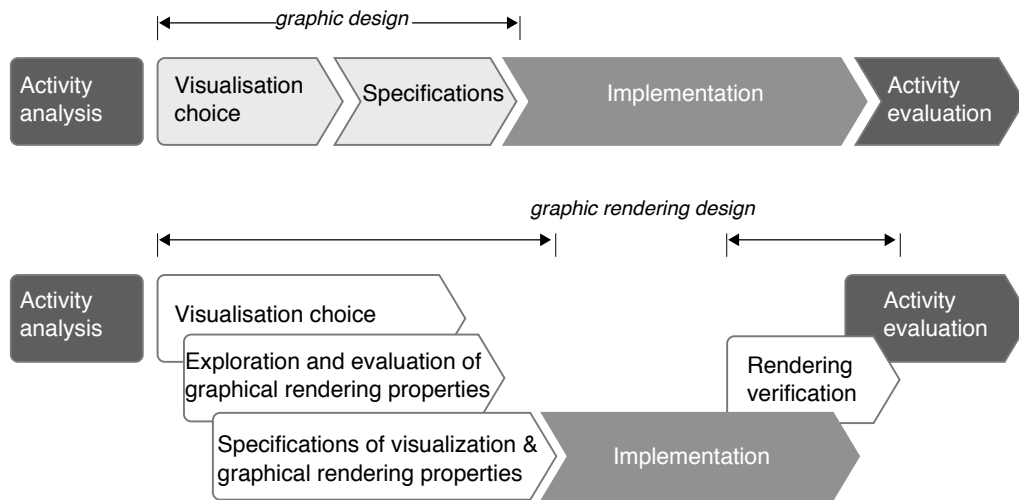 graphic design
Activity
analysis
Visualisation
choice
Specifications
Implementation
Activity
evaluation
graphic rendering design
Activity
analysis
Visualisation choice
Activity
evaluation
Exploration and evaluation of
graphical rendering properties
Rendering
verification
Specifications of visualization &
graphical rendering properties
Implementation